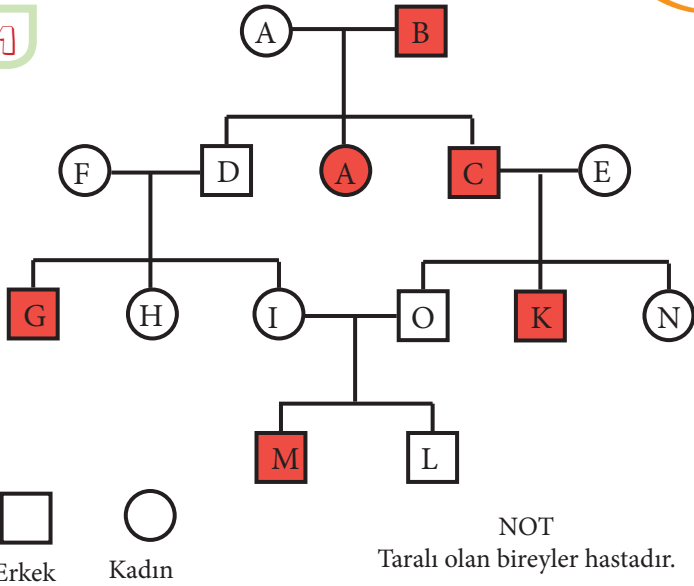 A B
F D A C E
G H I O K N
M L
NOT
Taralı olan bireyler hastadır.
Erkek Kadın